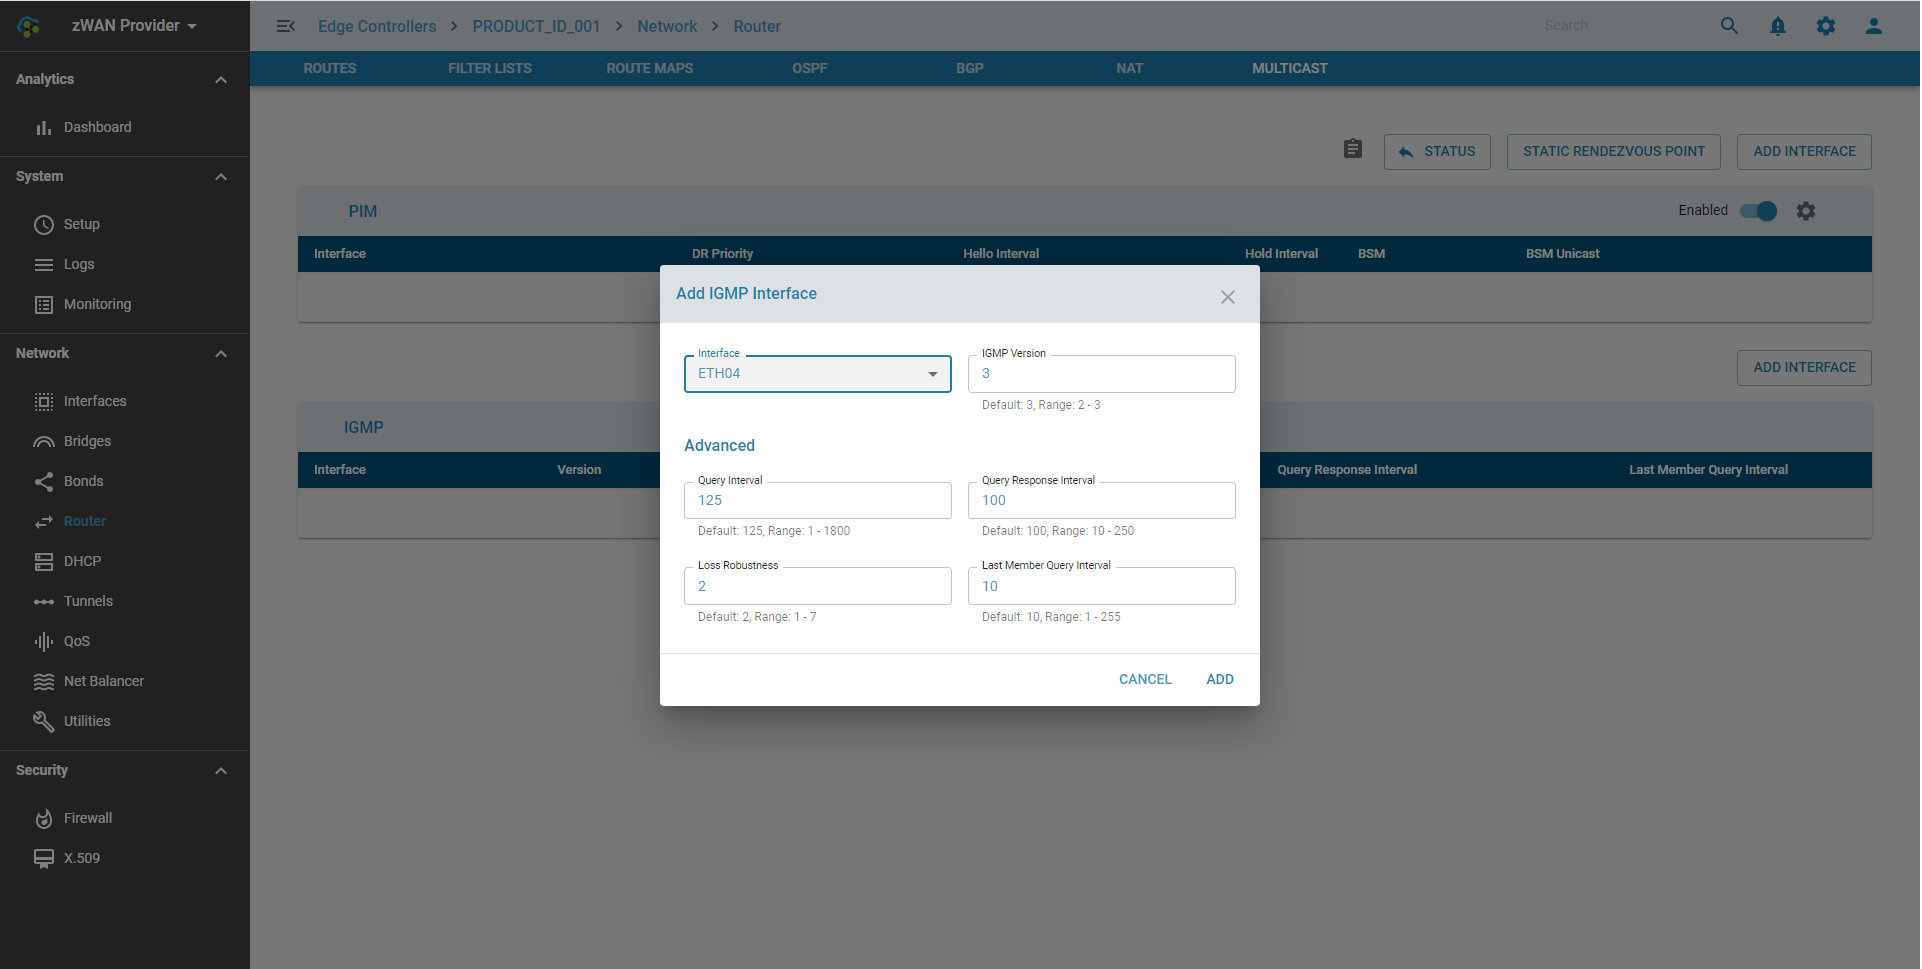 zWAN Provider
Edge Controllers > PRODUCT_ID_001 > Network > Router
Search
ROUTES FILTER LISTS ROUTE MAPS OSPF BGP NAT MULTICAST
Analytics
Dashboard
System
Setup
Logs
Monitoring
Network
Interfaces
Bridges
Bonds
Router
DHCP
Tunnels
QoS
Net Balancer
Utilities
Security
Firewall
X.509
STATUS STATIC RENDEZVOUS POINT ADD INTERFACE
PIM Enabled
Interface DR Priority Hello Interval Hold Interval BSM BSM Unicast
ADD INTERFACE
IGMP
Interface Version Query Response Interval Last Member Query Interval
Add IGMP Interface
Interface
ETH04
IGMP Version
3
Default: 3, Range: 2 - 3
Advanced
Query Interval
125
Default: 125, Range: 1 - 1800
Query Response Interval
100
Default: 100, Range: 10 - 250
Loss Robustness
2
Default: 2, Range: 1 - 7
Last Member Query Interval
10
Default: 10, Range: 1 - 255
CANCEL ADD